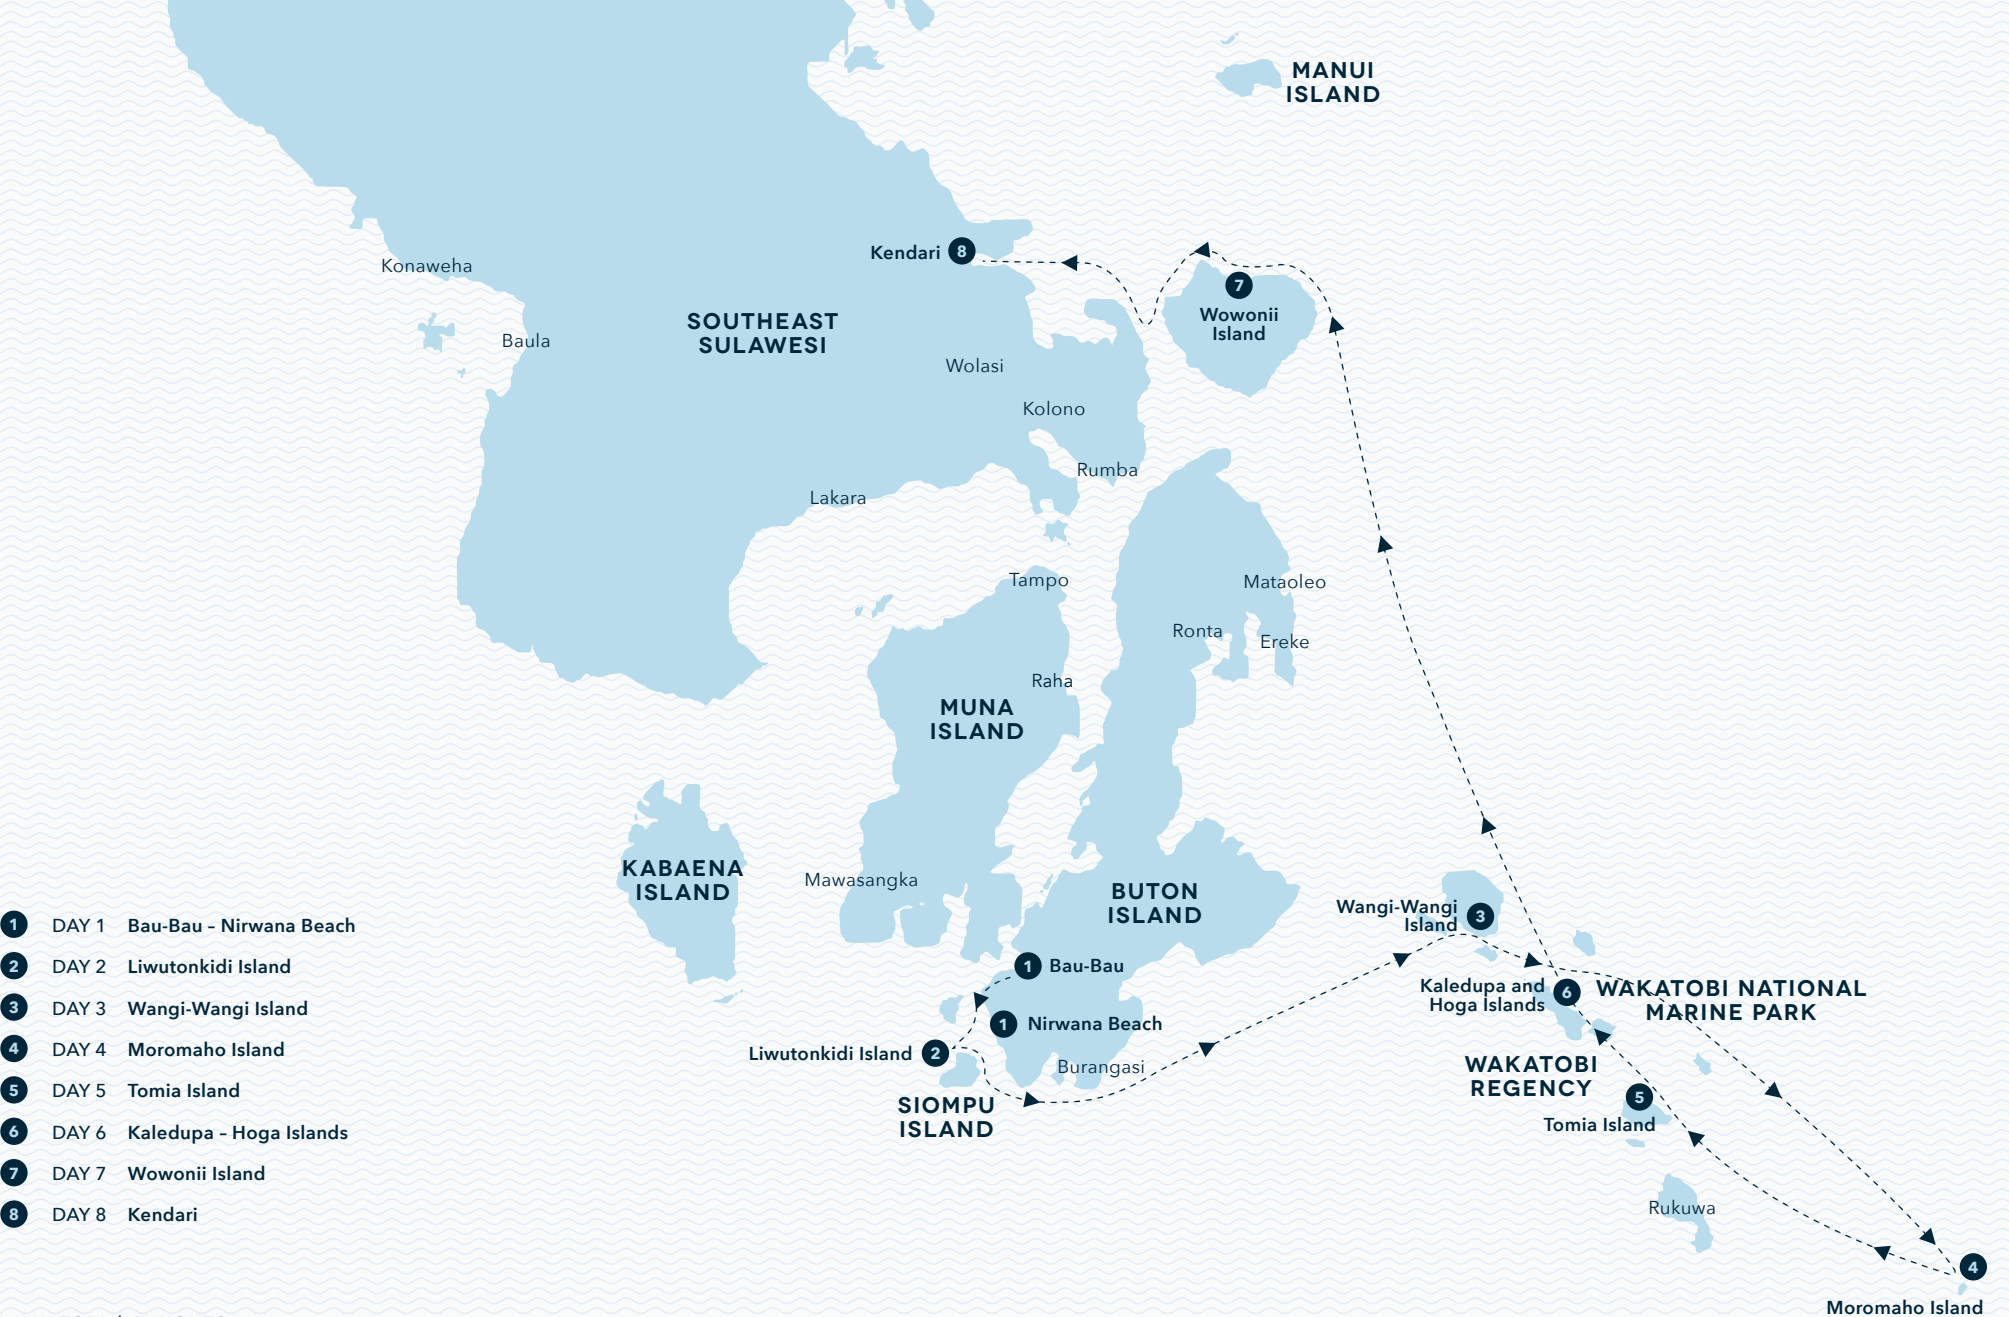 MANUI
ISLAND
Kendari 8
7
Wowonii
Island
Konaweha
Baula
SOUTHEAST
SULAWESI
Wolasi
Kolono
Rumba
Lakara
Tampo
Mataoleo
Ronta
Ereke
Raha
MUNA
ISLAND
KABAENA
ISLAND
Mawasangka
BUTON
ISLAND
Wangi-Wangi
Island
3
1 Bau-Bau
1 Nirwana Beach
Liwutonkidi Island 2
Burangasi
SIOMPU
ISLAND
Kaledupa and
Hoga Islands
6
WAKATOBI NATIONAL
MARINE PARK
WAKATOBI
REGENCY
5
Tomia Island
Rukuwa
4
Moromaho Island
1 DAY 1 Bau-Bau – Nirwana Beach
2 DAY 2 Liwutonkidi Island
3 DAY 3 Wangi-Wangi Island
4 DAY 4 Moromaho Island
5 DAY 5 Tomia Island
6 DAY 6 Kaledupa – Hoga Islands
7 DAY 7 Wowonii Island
8 DAY 8 Kendari